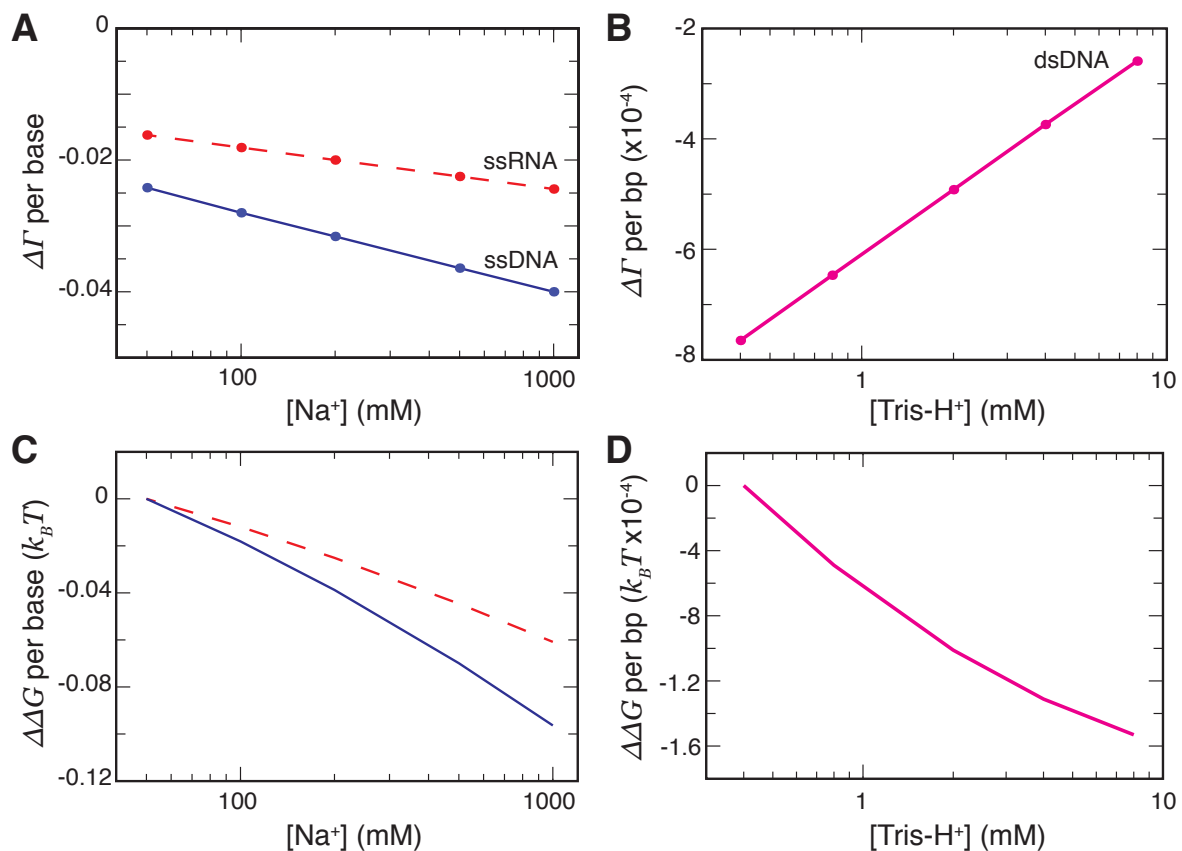 A
0
-0.02
-0.04
ΔΓ per base
ssRNA
ssDNA
100
1000
[Na⁺] (mM)
B
-2
-4
-6
-8
ΔΓ per bp (x10⁻⁴)
dsDNA
1
10
[Tris-H⁺] (mM)
C
0
-0.04
-0.08
-0.12
ΔΔG per base (k_BT)
100
1000
[Na⁺] (mM)
D
0
-4
-8
-1.2
-1.6
ΔΔG per bp (k_BT x10⁻⁴)
1
10
[Tris-H⁺] (mM)